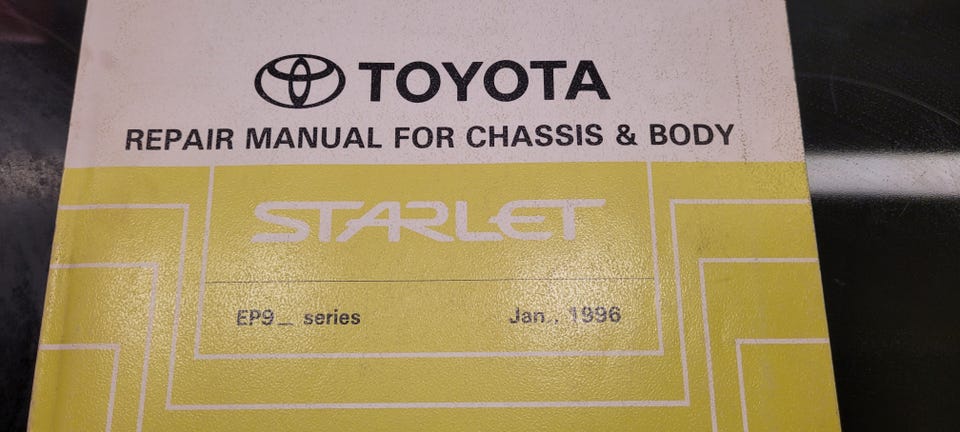 TOYOTA
REPAIR MANUAL FOR CHASSIS & BODY
STARLET
EP9_ series Jan., 1996